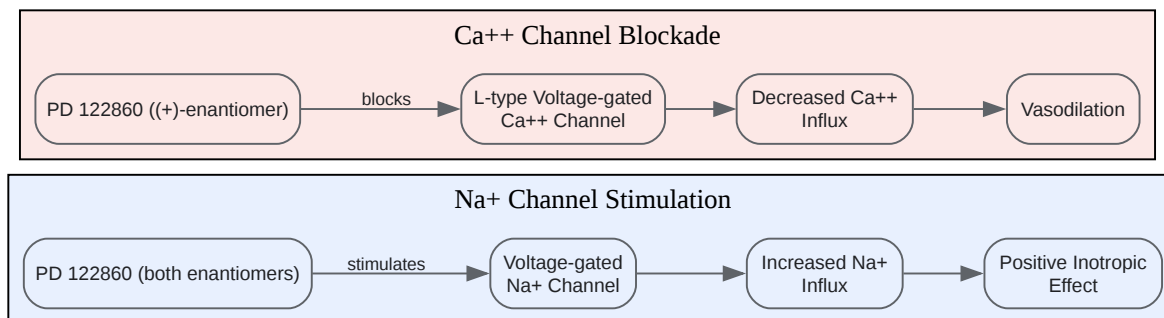 Ca++ Channel Blockade
PD 122860 ((+)-enantiomer)
blocks
L-type Voltage-gated
Ca++ Channel
Decreased Ca++
Influx
Vasodilation
Na+ Channel Stimulation
PD 122860 (both enantiomers)
stimulates
Voltage-gated
Na+ Channel
Increased Na+
Influx
Positive Inotropic
Effect